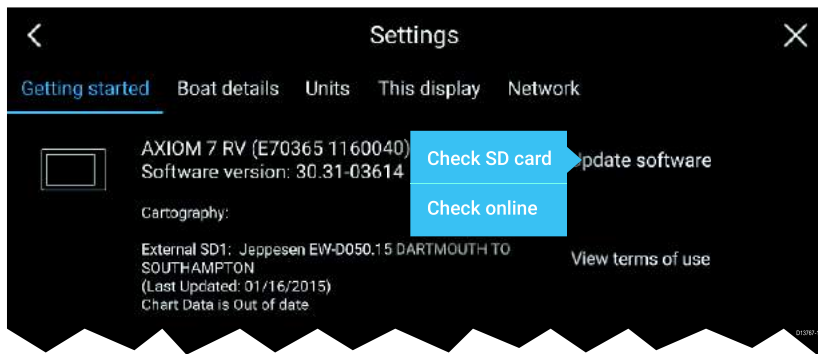 Settings
Getting started Boat details Units This display Network
AXIOM 7 RV (E70365 1160040)
Software version: 30.31-03614
Check SD card
pdate software
Check online
Cartography:
External SD1: Jeppesen EW-D050.15 DARTMOUTH TO
SOUTHAMPTON
(Last Updated: 01/16/2015)
Chart Data is Out of date
View terms of use